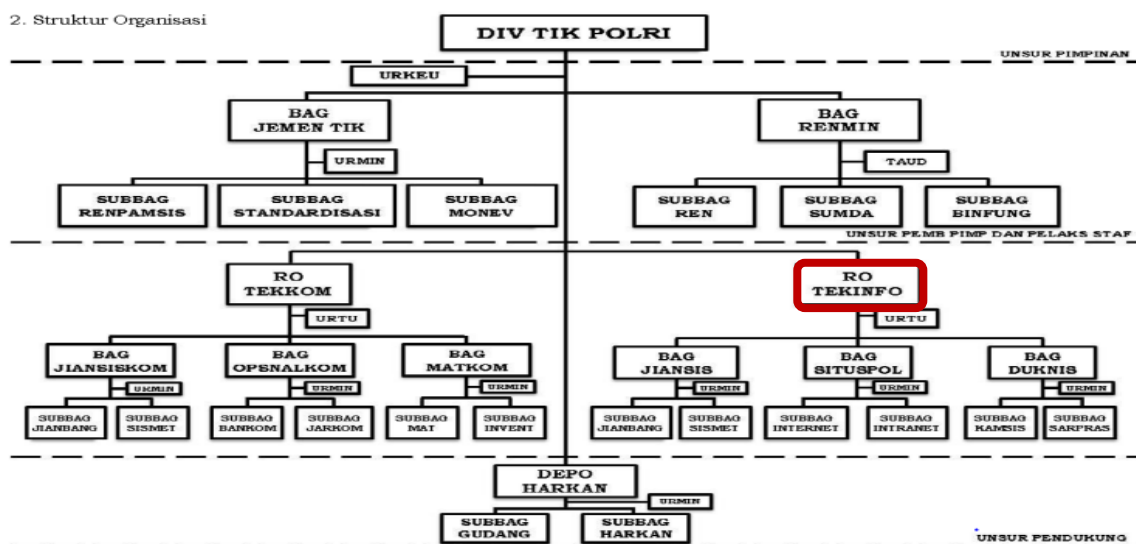 2. Struktur Organisasi
DIV TIK POLRI
UNSUR PIMPINAN
URKEU
BAG
JEMEN TIK
BAG
RENMIN
URMIN
TAUD
SUBBAG
RENPAMSIS
SUBBAG
STANDARDISASI
SUBBAG
MONEV
SUBBAG
REN
SUBBAG
SUMDA
SUBBAG
BINFUNG
UNSUR PEMB PIMP DAN PELAKS STAF
RO
TEKKOM
RO
TEKINFO
URTU
URTU
BAG
JIANSISKOM
BAG
OPSNALKOM
BAG
MATKOM
BAG
JIANSIS
BAG
SITUSPOL
BAG
DUKNIS
URMIN
URMIN
URMIN
URMIN
URMIN
URMIN
SUBBAG
JIANBANG
SUBBAG
SISMET
SUBBAG
BANKOM
SUBBAG
JARKOM
SUBBAG
MAT
SUBBAG
INVENT
SUBBAG
JIANBANG
SUBBAG
SISMET
SUBBAG
INTERNET
SUBBAG
INTRANET
SUBBAG
KAMSIS
SUBBAG
SARPRAS
DEPO
HARKAN
URMIN
SUBBAG
GUDANG
SUBBAG
HARKAN
UNSUR PENDUKUNG